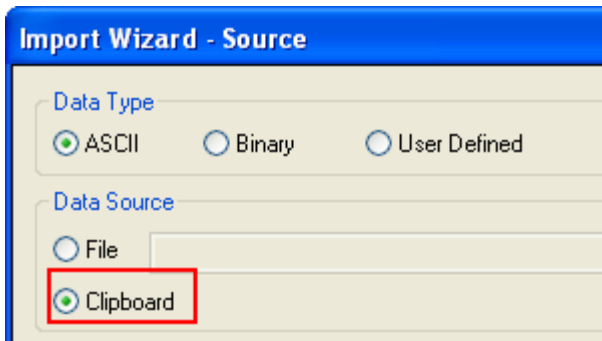 Import Wizard - Source
Data Type
ASCII Binary User Defined
Data Source
File
Clipboard